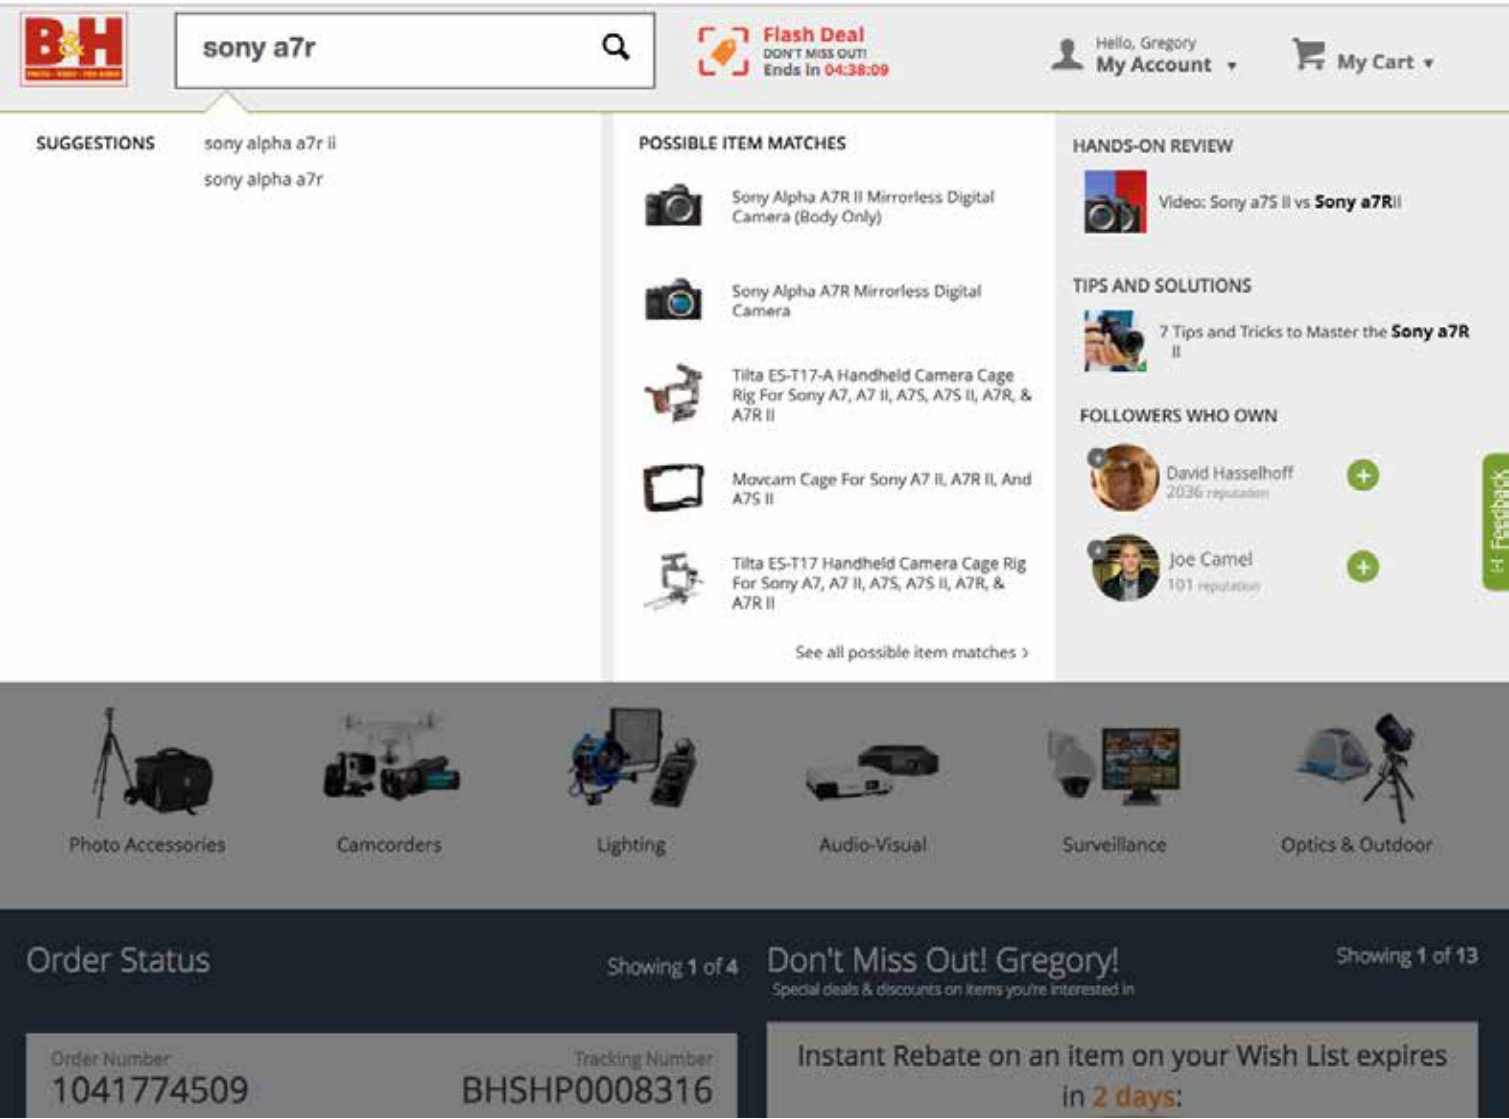 B&H
PHOTO - VIDEO - PRO AUDIO
sony a7r
Flash Deal
DON'T MISS OUT!
Ends in 04:38:09
Hello, Gregory
My Account
My Cart
SUGGESTIONS
sony alpha a7r ii
sony alpha a7r
POSSIBLE ITEM MATCHES
Sony Alpha A7R II Mirrorless Digital
Camera (Body Only)
Sony Alpha A7R Mirrorless Digital
Camera
Tilta ES-T17-A Handheld Camera Cage
Rig For Sony A7, A7 II, A7S, A7S II, A7R, &
A7R II
Movcam Cage For Sony A7 II, A7R II, And
A7S II
Tilta ES-T17 Handheld Camera Cage Rig
For Sony A7, A7 II, A7S, A7S II, A7R, &
A7R II
See all possible item matches >
HANDS-ON REVIEW
Video: Sony a7S II vs Sony a7RII
TIPS AND SOLUTIONS
7 Tips and Tricks to Master the Sony a7R
II
FOLLOWERS WHO OWN
David Hasselhoff
2036 reputation
Joe Camel
101 reputation
[-] Feedback
Photo Accessories
Camcorders
Lighting
Audio-Visual
Surveillance
Optics & Outdoor
Order Status
Showing 1 of 4
Order Number
1041774509
Tracking Number
BHSHP0008316
Don't Miss Out! Gregory!
Special deals & discounts on items you're interested in
Showing 1 of 13
Instant Rebate on an item on your Wish List expires
in 2 days: